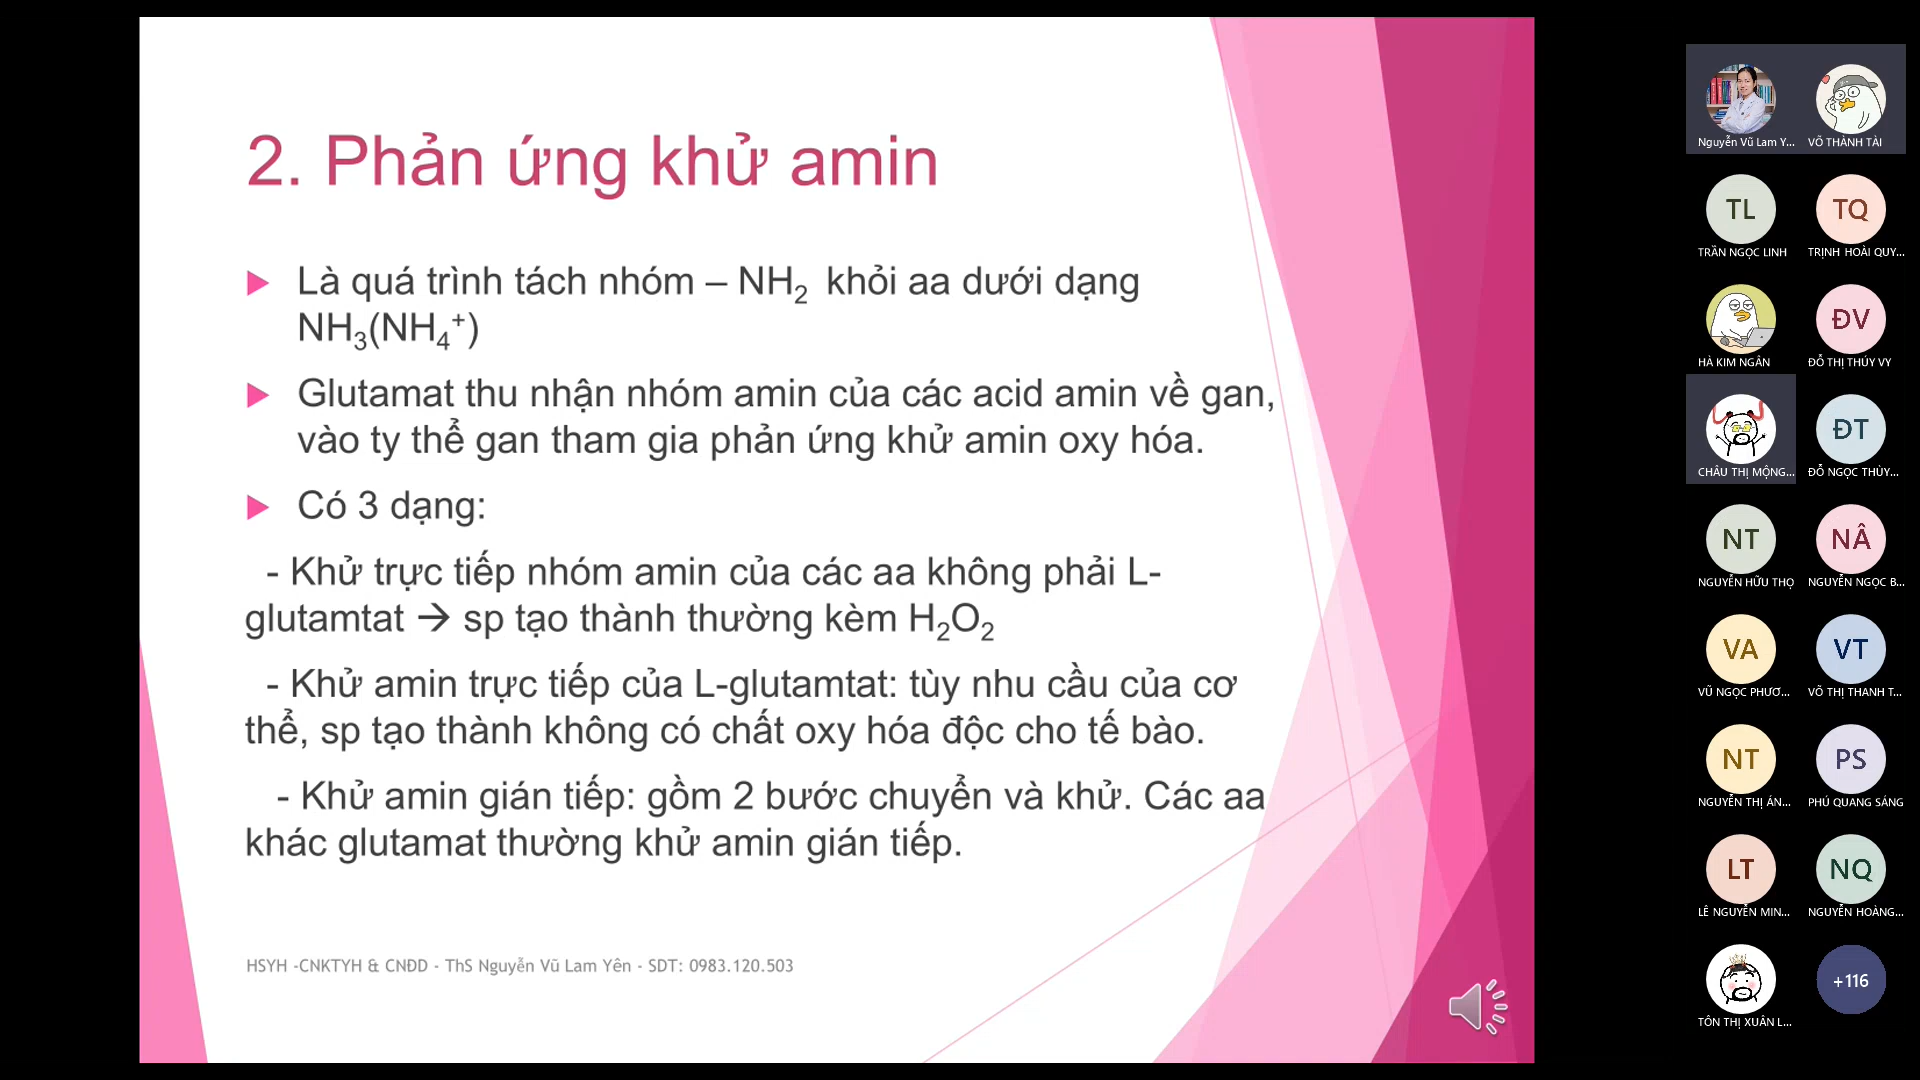 2. Phản ứng khử amin
Là quá trình tách nhóm – NH₂ khỏi aa dưới dạng
NH₃(NH₄⁺)
Glutamat thu nhận nhóm amin của các acid amin về gan,
vào ty thể gan tham gia phản ứng khử amin oxy hóa.
Có 3 dạng:
- Khử trực tiếp nhóm amin của các aa không phải L-
glutamtat → sp tạo thành thường kèm H₂O₂
- Khử amin trực tiếp của L-glutamtat: tùy nhu cầu của cơ
thể, sp tạo thành không có chất oxy hóa độc cho tế bào.
- Khử amin gián tiếp: gồm 2 bước chuyển và khử. Các aa
khác glutamat thường khử amin gián tiếp.
HSYH -CNKTYH & CNĐD - ThS Nguyễn Vũ Lam Yên - SDT: 0983.120.503
Nguyễn Vũ Lam Y...
VÕ THÀNH TÀI
TL
TQ
TRẦN NGỌC LINH
TRỊNH HOÀI QUY...
ĐV
HÀ KIM NGÂN
ĐỖ THỊ THÚY VY
ĐT
CHÂU THỊ MỘNG...
ĐỖ NGỌC THÙY...
NT
NÂ
NGUYỄN HỮU THỌ
NGUYỄN NGỌC B...
VA
VT
VŨ NGỌC PHƯƠ...
VÕ THỊ THANH T...
NT
PS
NGUYỄN THỊ ÁN...
PHÚ QUANG SÁNG
LT
NQ
LÊ NGUYỄN MIN...
NGUYỄN HOÀNG...
+116
TÔN THỊ XUÂN L...